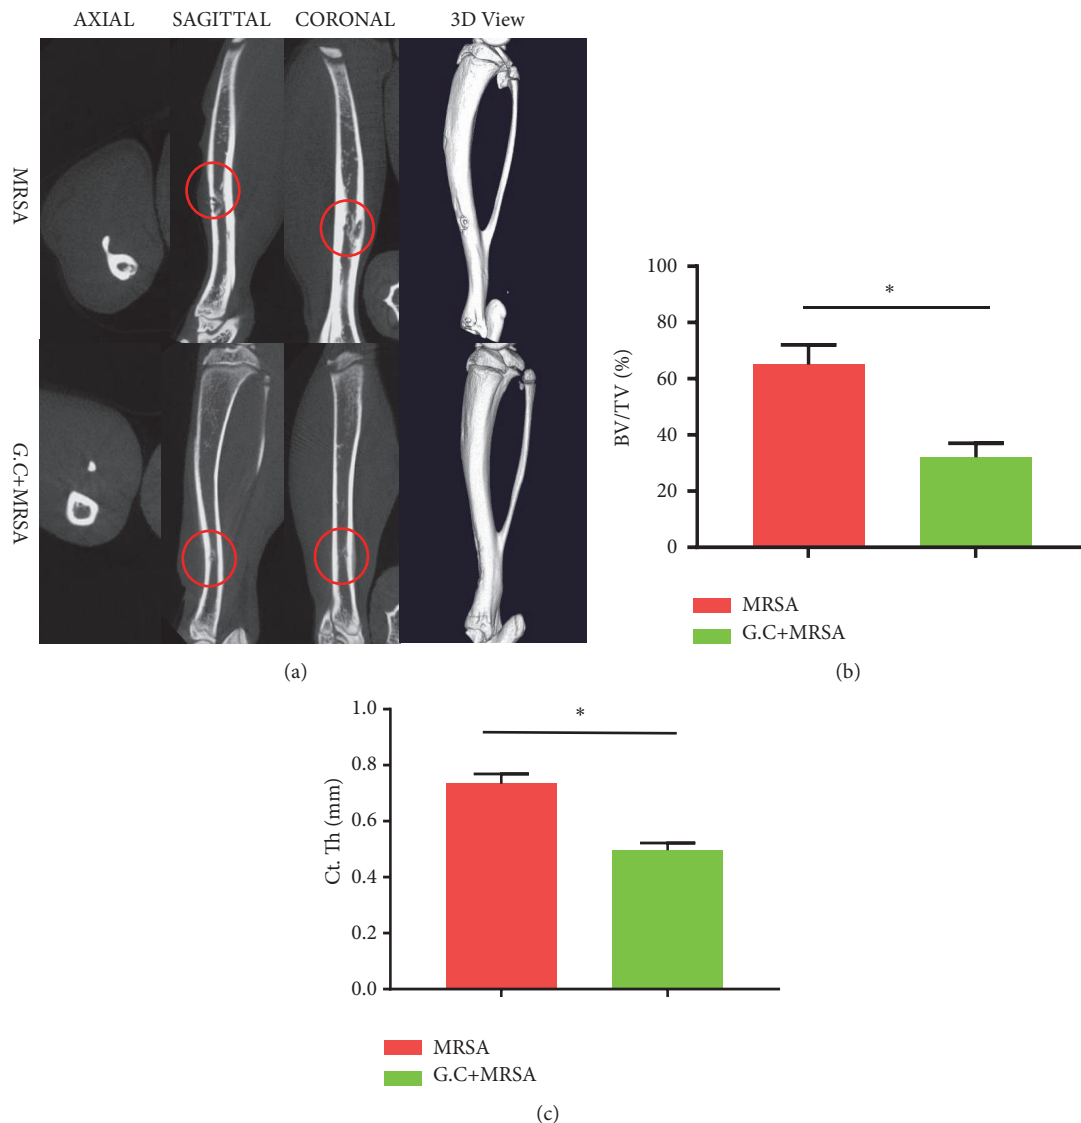 AXIAL SAGITTAL CORONAL 3D View
MRSA
G.C+MRSA
(a)
BV/TV (%)
100
80
60
40
20
0
*
MRSA
G.C+MRSA
(b)
Ct. Th (mm)
1.0
0.8
0.6
0.4
0.2
0.0
*
MRSA
G.C+MRSA
(c)